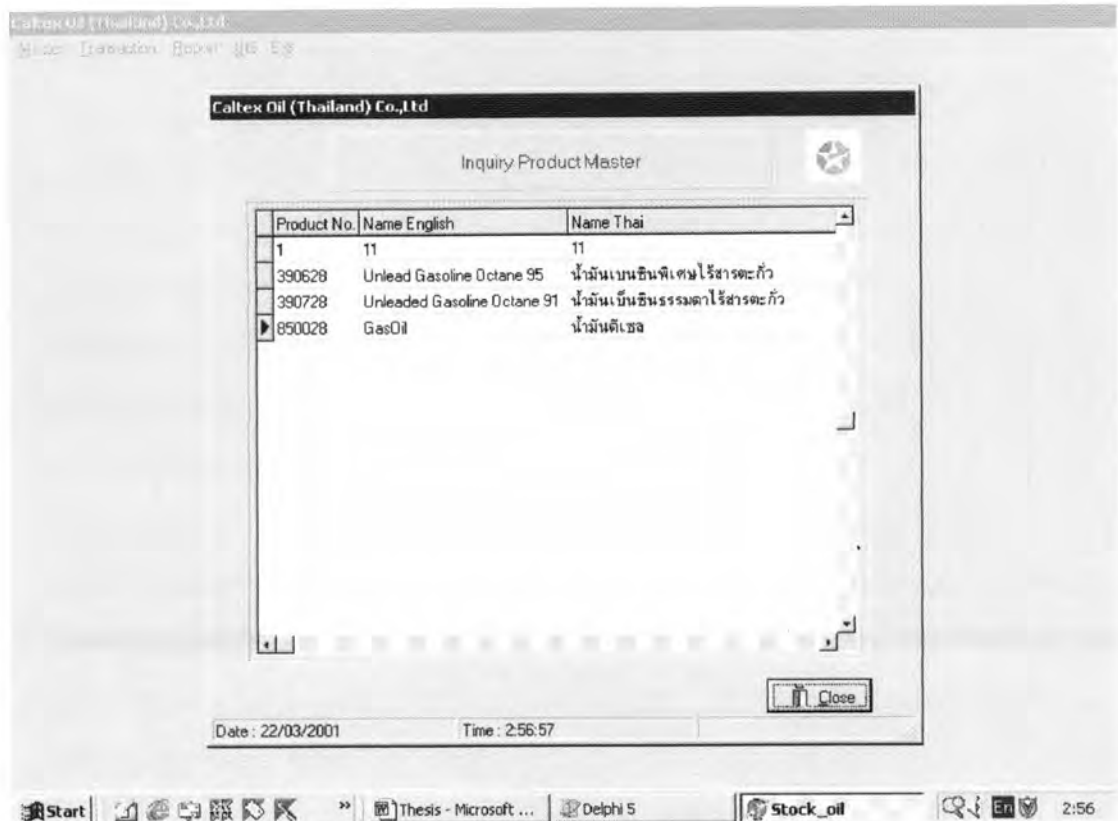 Caltex Oil (Thailand) Co.,Ltd
Master Transaction Report Util Exit
Caltex Oil (Thailand) Co.,Ltd
Inquiry Product Master
Product No. Name English Name Thai
1 11 11
390628 Unlead Gasoline Octane 95 น้ำมันเบนซินพิเศษไร้สารตะกั่ว
390728 Unleaded Gasoline Octane 91 น้ำมันเบ็นซินธรรมดาไร้สารตะกั่ว
850028 GasOil น้ำมันดีเซล
Close
Date : 22/03/2001 Time : 2:56:57
Start » Thesis - Microsoft ... Delphi 5 Stock_oil En 2:56